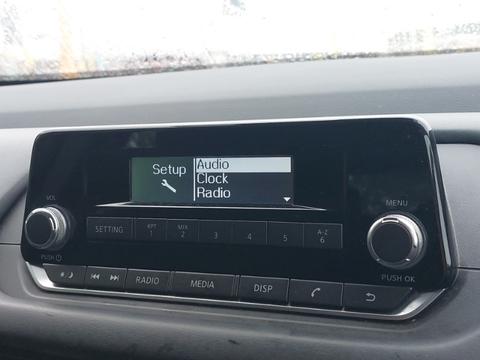 Setup
Audio
Clock
Radio
VOL
MENU
SETTING
RPT
1
MIX
2
3
4
5
A-Z
6
PUSH
PUSH OK
RADIO
MEDIA
DISP